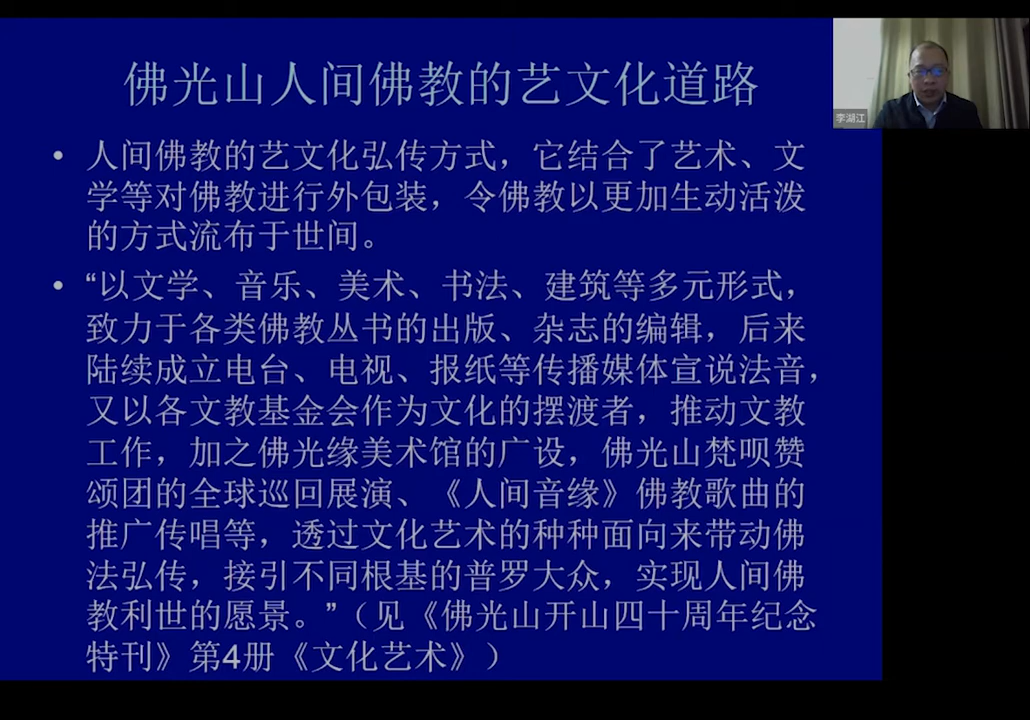 佛光山人间佛教的艺文化道路
李湖江
• 人间佛教的艺文化弘传方式，它结合了艺术、文
学等对佛教进行外包装，令佛教以更加生动活泼
的方式流布于世间。
• “以文学、音乐、美术、书法、建筑等多元形式，
致力于各类佛教丛书的出版、杂志的编辑，后来
陆续成立电台、电视、报纸等传播媒体宣说法音，
又以各文教基金会作为文化的摆渡者，推动文教
工作，加之佛光缘美术馆的广设，佛光山梵呗赞
颂团的全球巡回展演、《人间音缘》佛教歌曲的
推广传唱等，透过文化艺术的种种面向来带动佛
法弘传，接引不同根基的普罗大众，实现人间佛
教利世的愿景。”（见《佛光山开山四十周年纪念
特刊》第4册《文化艺术》）